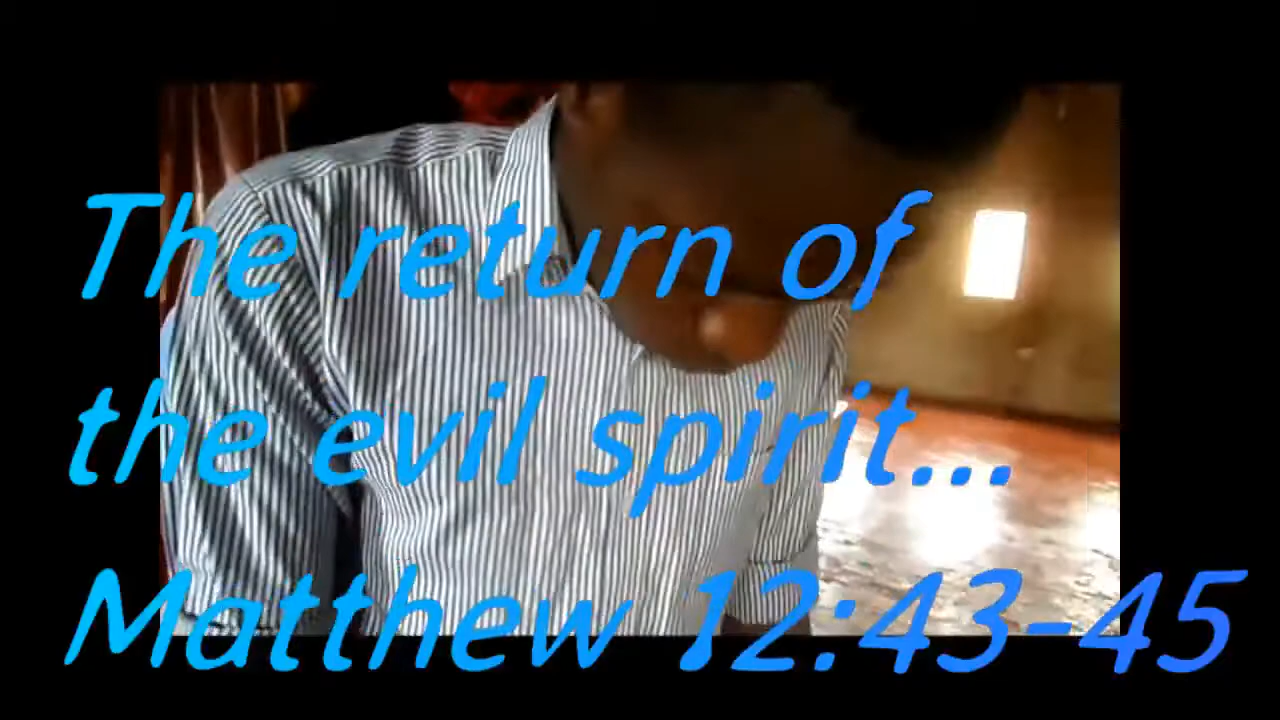 The return of
the evil spirit...
Matthew 12:43-45